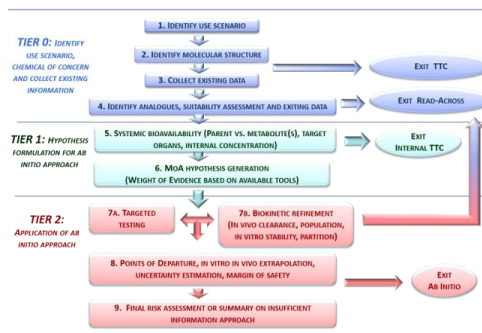 TIER 0: IDENTIFY
USE SCENARIO,
CHEMICAL OF CONCERN
AND COLLECT EXISTING
INFORMATION
1. IDENTIFY USE SCENARIO
2. IDENTIFY MOLECULAR STRUCTURE
3. COLLECT EXISTING DATA
4. IDENTIFY ANALOGUES, SUITABILITY ASSESSMENT AND EXITING DATA
EXIT TTC
EXIT READ-ACROSS
TIER 1: HYPOTHESIS
FORMULATION FOR AB
INITIO APPROACH
5. SYSTEMIC BIOAVAILABILITY (PARENT VS. METABOLITE(S), TARGET
ORGANS, INTERNAL CONCENTRATION)
6. MOA HYPOTHESIS GENERATION
(WEIGHT OF EVIDENCE BASED ON AVAILABLE TOOLS)
EXIT
INTERNAL TTC
TIER 2:
APPLICATION OF AB
INITIO APPROACH
7A. TARGETED
TESTING
7B. BIOKINETIC REFINEMENT
(IN VIVO CLEARANCE, POPULATION,
IN VITRO STABILITY, PARTITION)
8. POINTS OF DEPARTURE, IN VITRO IN VIVO EXTRAPOLATION,
UNCERTAINTY ESTIMATION, MARGIN OF SAFETY
EXIT
AB INITIO
9. FINAL RISK ASSESSMENT OR SUMMARY ON INSUFFICIENT
INFORMATION APPROACH